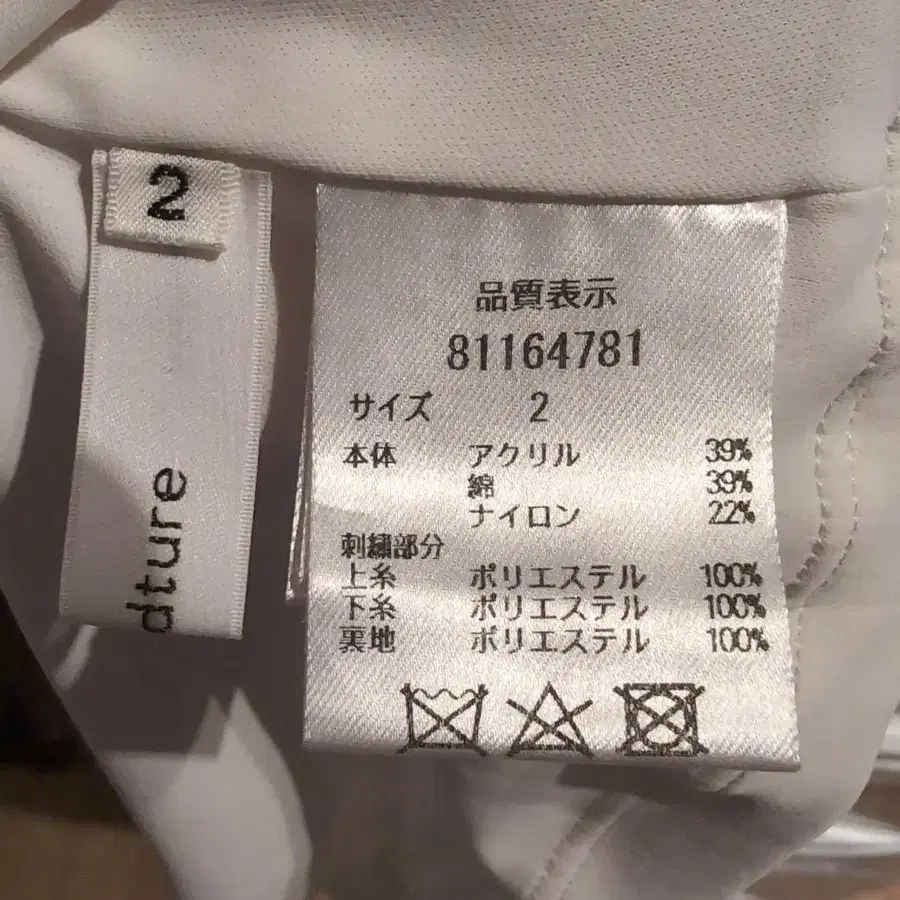 2
dture
品質表示
81164781
サイズ 2
本体 アクリル 39%
綿 39%
ナイロン 22%
刺繍部分
上糸 ポリエステル 100%
下糸 ポリエステル 100%
裏地 ポリエステル 100%